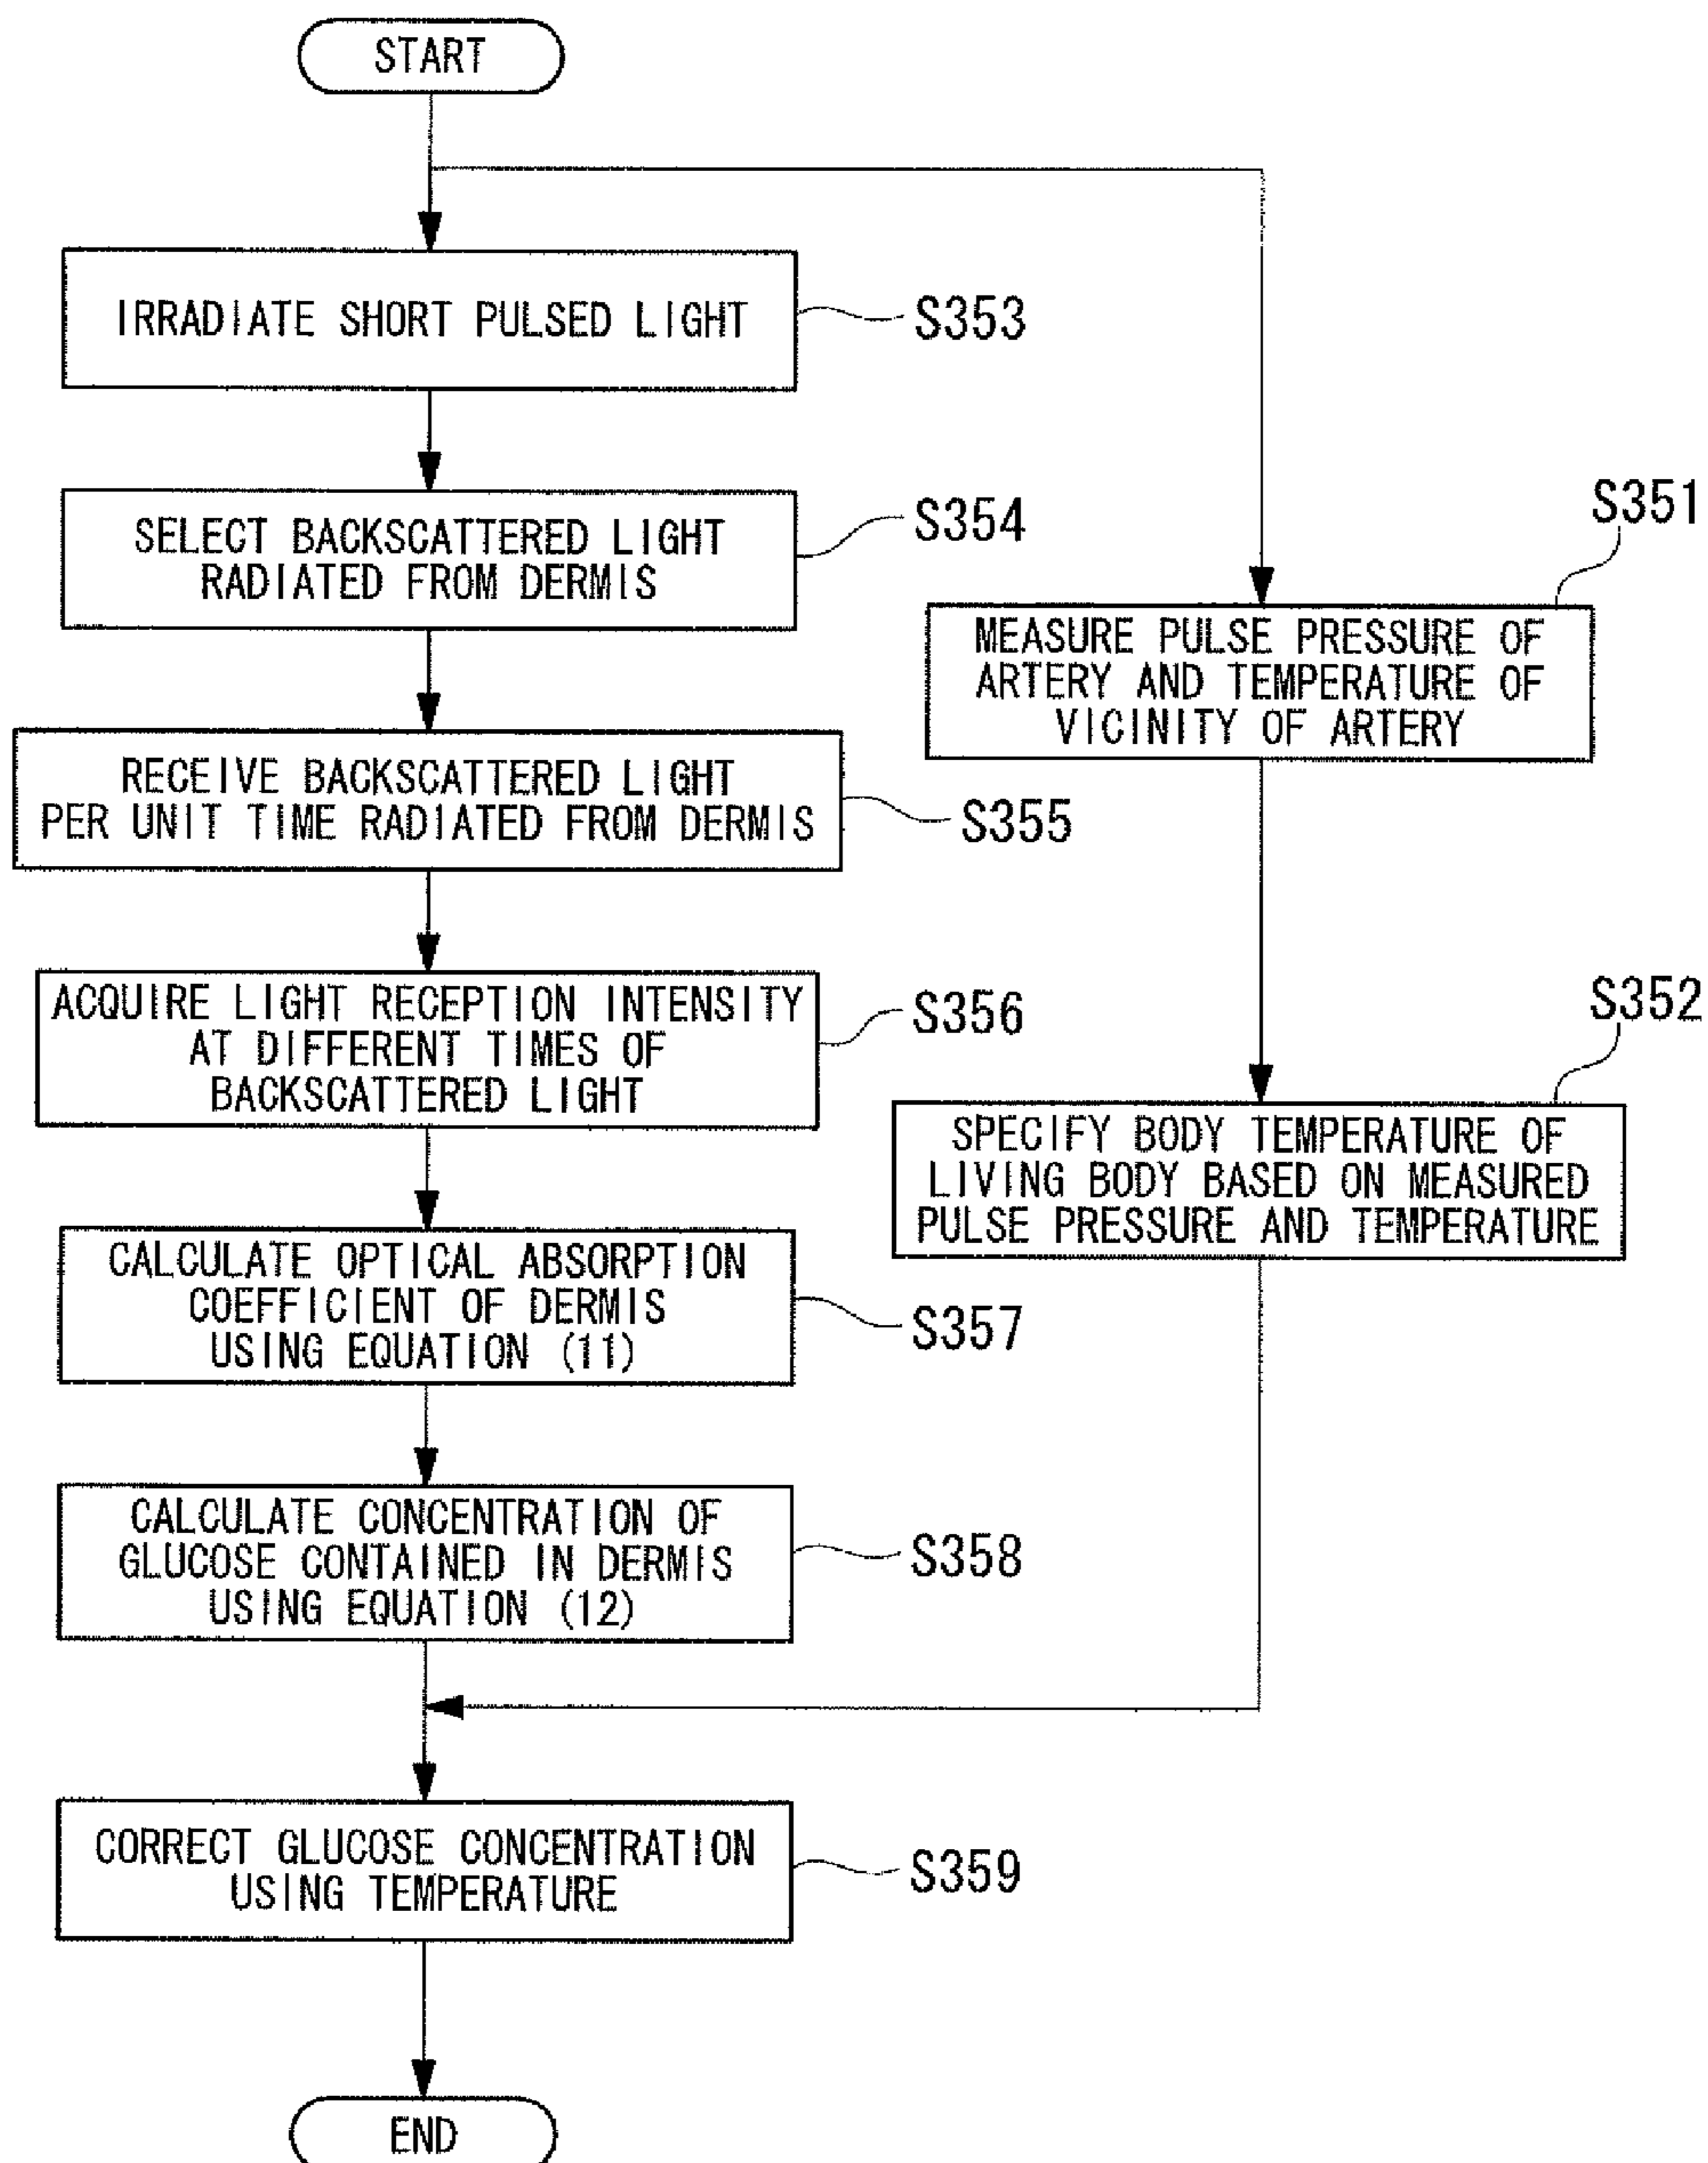 START
IRRADIATE SHORT PULSED LIGHT
S353
SELECT BACKSCATTERED LIGHT
RADIATED FROM DERMIS
S354
RECEIVE BACKSCATTERED LIGHT
PER UNIT TIME RADIATED FROM DERMIS
S355
ACQUIRE LIGHT RECEPTION INTENSITY
AT DIFFERENT TIMES OF
BACKSCATTERED LIGHT
S356
CALCULATE OPTICAL ABSORPTION
COEFFICIENT OF DERMIS
USING EQUATION (11)
S357
CALCULATE CONCENTRATION OF
GLUCOSE CONTAINED IN DERMIS
USING EQUATION (12)
S358
S351
MEASURE PULSE PRESSURE OF
ARTERY AND TEMPERATURE OF
VICINITY OF ARTERY
S352
SPECIFY BODY TEMPERATURE OF
LIVING BODY BASED ON MEASURED
PULSE PRESSURE AND TEMPERATURE
CORRECT GLUCOSE CONCENTRATION
USING TEMPERATURE
S359
END